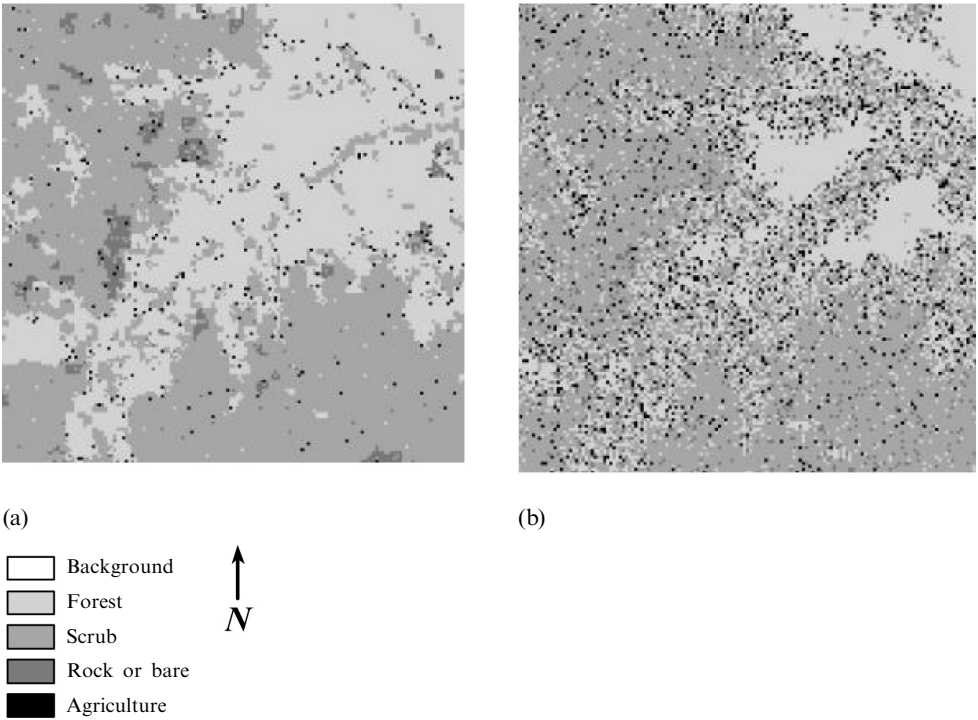 (a)
(b)
Background
Forest
Scrub
Rock or bare
Agriculture
N